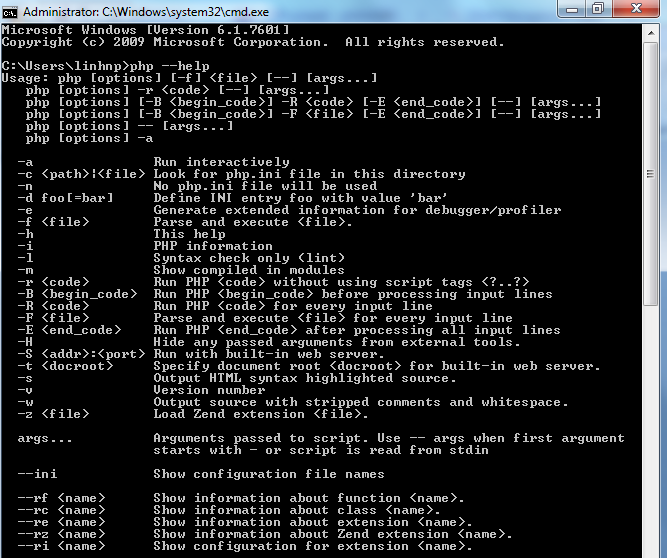 Administrator: C:\Windows\system32\cmd.exe
Microsoft Windows [Version 6.1.7601]
Copyright (c) 2009 Microsoft Corporation.  All rights reserved.

C:\Users\linhnp>php --help
Usage: php [options] [-f] <file> [--] [args...]
   php [options] -r <code> [--] [args...]
   php [options] [-B <begin_code>] -R <code> [-E <end_code>] [--] [args...]
   php [options] [-B <begin_code>] -F <file> [-E <end_code>] [--] [args...]
   php [options] -- [args...]
   php [options] -a

  -a               Run interactively
  -c <path>|<file> Look for php.ini file in this directory
  -n               No php.ini file will be used
  -d foo[=bar]     Define INI entry foo with value 'bar'
  -e               Generate extended information for debugger/profiler
  -f <file>        Parse and execute <file>.
  -h               This help
  -i               PHP information
  -l               Syntax check only (lint)
  -m               Show compiled in modules
  -r <code>        Run PHP <code> without using script tags <?..?>
  -B <begin_code>  Run PHP <begin_code> before processing input lines
  -R <code>        Run PHP <code> for every input line
  -F <file>        Parse and execute <file> for every input line
  -E <end_code>    Run PHP <end_code> after processing all input lines
  -H               Hide any passed arguments from external tools.
  -S <addr>:<port> Run with built-in web server.
  -t <docroot>     Specify document root <docroot> for built-in web server.
  -s               Output HTML syntax highlighted source.
  -v               Version number
  -w               Output source with stripped comments and whitespace.
  -z <file>        Load Zend extension <file>.

  args...          Arguments passed to script. Use -- args when first argument
                   starts with - or script is read from stdin

  --ini            Show configuration file names

  --rf <name>      Show information about function <name>.
  --rc <name>      Show information about class <name>.
  --re <name>      Show information about extension <name>.
  --rz <name>      Show information about Zend extension <name>.
  --ri <name>      Show configuration for extension <name>.